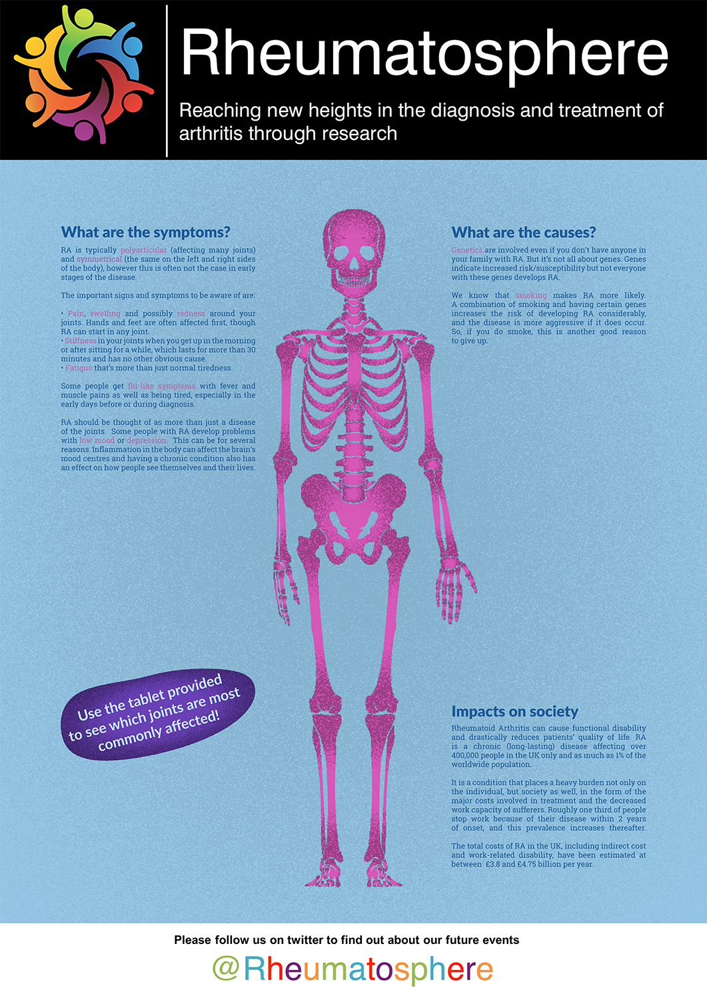 Rheumatosphere
Reaching new heights in the diagnosis and treatment of
arthritis through research
What are the symptoms?
RA is typically polyarticular (affecting many joints)
and symmetrical (the same on the left and right sides
of the body), however this is often not the case in early
stages of the disease.
The important signs and symptoms to be aware of are:
• Pain, swelling and possibly redness around your
joints. Hands and feet are often affected first, though
RA can start in any joint.
• Stiffness in your joints when you get up in the morning
or after sitting for a while, which lasts for more than 30
minutes and has no other obvious cause.
• Fatigue that's more than just normal tiredness.
Some people get flu-like symptoms with fever and
muscle pains as well as being tired, especially in the
early days before or during diagnosis.
RA should be thought of as more than just a disease
of the joints. Some people with RA develop problems
with low mood or depression. This can be for several
reasons. Inflammation in the body can affect the brain's
mood centres and having a chronic condition also has
an effect on how people see themselves and their lives.
What are the causes?
Genetics are involved even if you don't have anyone in
your family with RA. But it's not all about genes. Genes
indicate increased risk/susceptibility but not everyone
with these genes develops RA.
We know that smoking makes RA more likely.
A combination of smoking and having certain genes
increases the risk of developing RA considerably,
and the disease is more aggressive if it does occur.
So, if you do smoke, this is another good reason
to give up.
Use the tablet provided
to see which joints are most
commonly affected!
Impacts on society
Rheumatoid Arthritis can cause functional disability
and drastically reduces patients' quality of life. RA
is a chronic (long-lasting) disease affecting over
400,000 people in the UK only and as much as 1% of the
worldwide population.
It is a condition that places a heavy burden not only on
the individual, but society as well, in the form of the
major costs involved in treatment and the decreased
work capacity of sufferers. Roughly one third of people
stop work because of their disease within 2 years
of onset, and this prevalence increases thereafter.
The total costs of RA in the UK, including indirect cost
and work-related disability, have been estimated at
between £3.8 and £4.75 billion per year.
Please follow us on twitter to find out about our future events
@Rheumatosphere